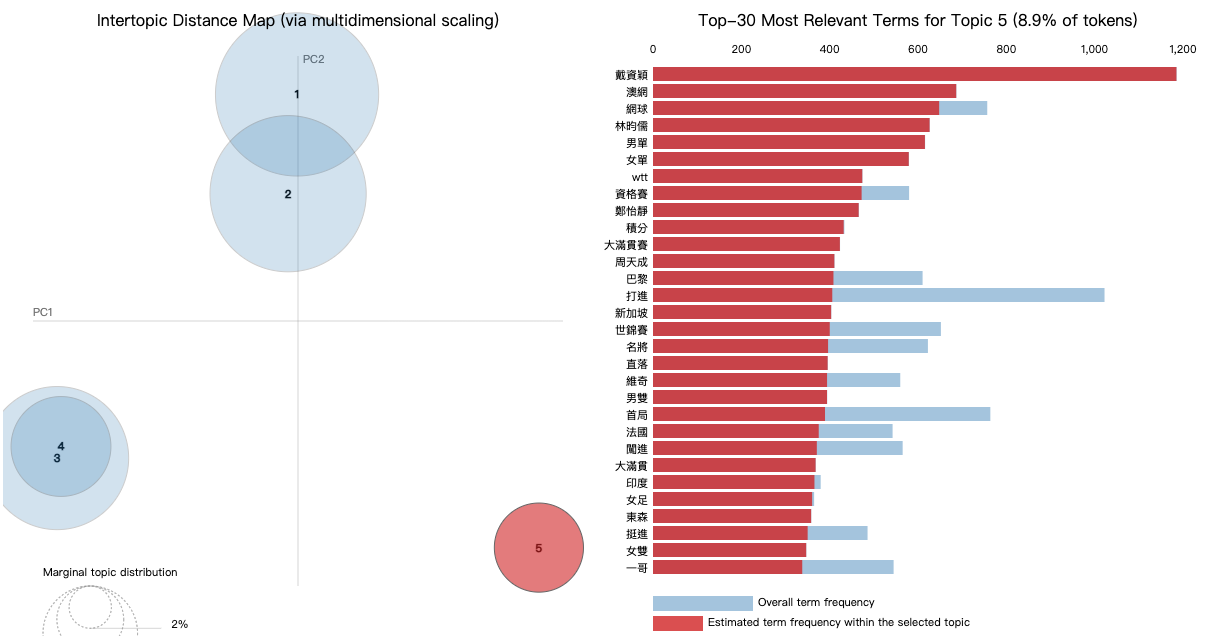 Intertopic Distance Map (via multidimensional scaling)
PC2
1
2
PC1
4
3
5
Marginal topic distribution
2%
Top-30 Most Relevant Terms for Topic 5 (8.9% of tokens)
0 200 400 600 800 1,000 1,200
戴資穎
澳網
網球
林昀儒
男單
女單
wtt
資格賽
鄭怡靜
積分
大滿貫賽
周天成
巴黎
打進
新加坡
世錦賽
名將
直落
維奇
男雙
首局
法國
闖進
大滿貫
印度
女足
東森
挺進
女雙
一哥
Overall term frequency
Estimated term frequency within the selected topic